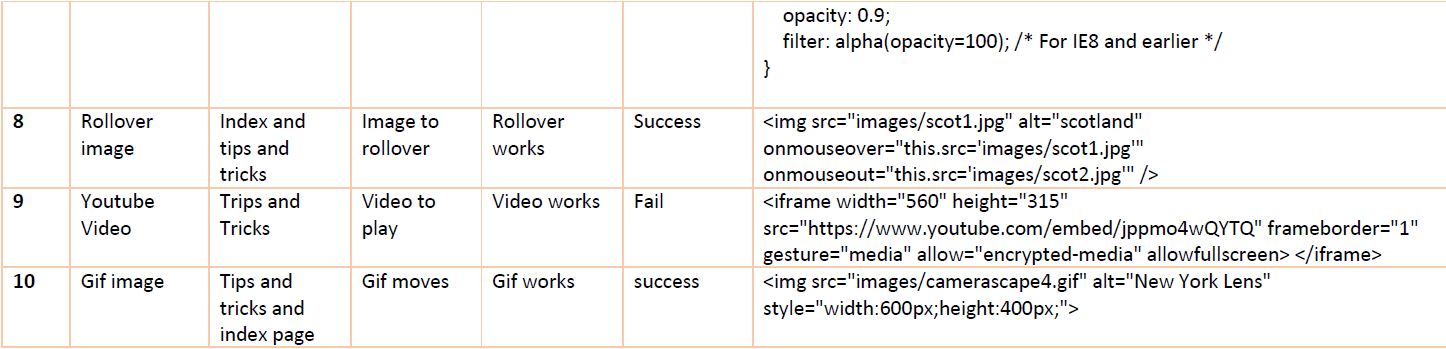 opacity: 0.9;
filter: alpha(opacity=100); /* For IE8 and earlier */
}
8
Rollover
image
Index and
tips and
tricks
Image to
rollover
Rollover
works
Success
<img src="images/scot1.jpg" alt="scotland"
onmouseover="this.src='images/scot1.jpg'"
onmouseout="this.src='images/scot2.jpg'" />
9
Youtube
Video
Trips and
Tricks
Video to
play
Video works
Fail
<iframe width="560" height="315"
src="https://www.youtube.com/embed/jppmo4wQYTQ" frameborder="1"
gesture="media" allow="encrypted-media" allowfullscreen> </iframe>
10
Gif image
Tips and
tricks and
index page
Gif moves
Gif works
success
<img src="images/camerascape4.gif" alt="New York Lens"
style="width:600px;height:400px;">